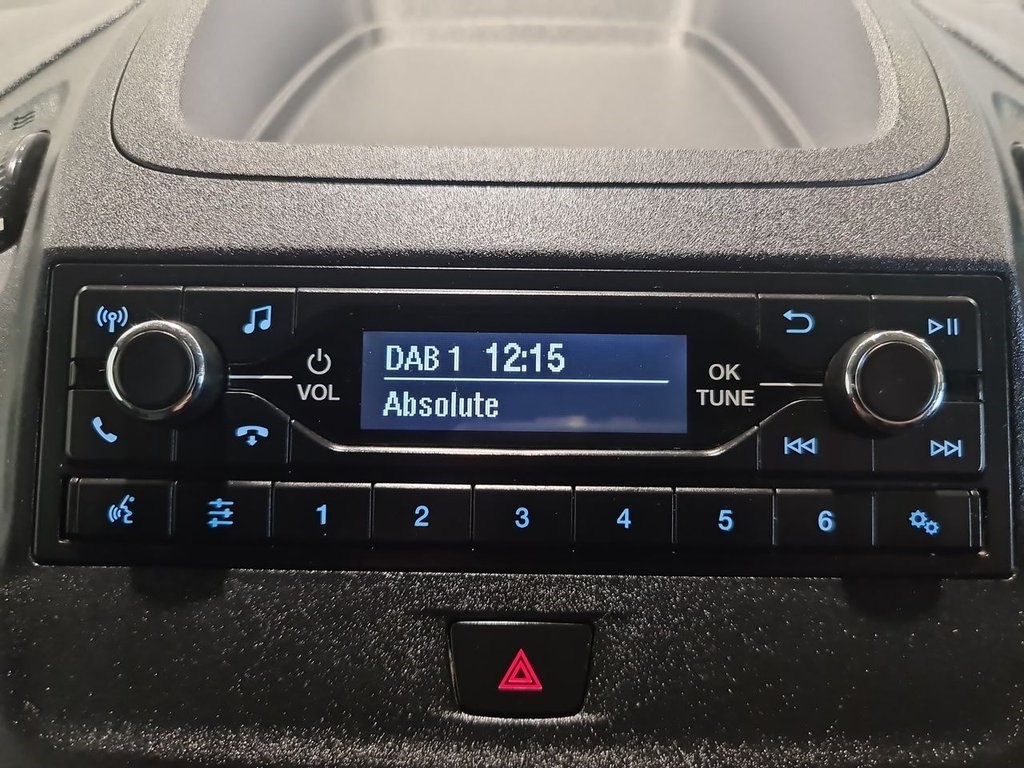 DAB 1 12:15
Absolute
VOL
OK
TUNE
1 2 3 4 5 6